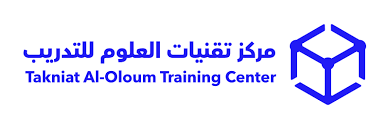 مركز تقنيات العلوم للتدريب
Takniat Al-Oloum Training Center